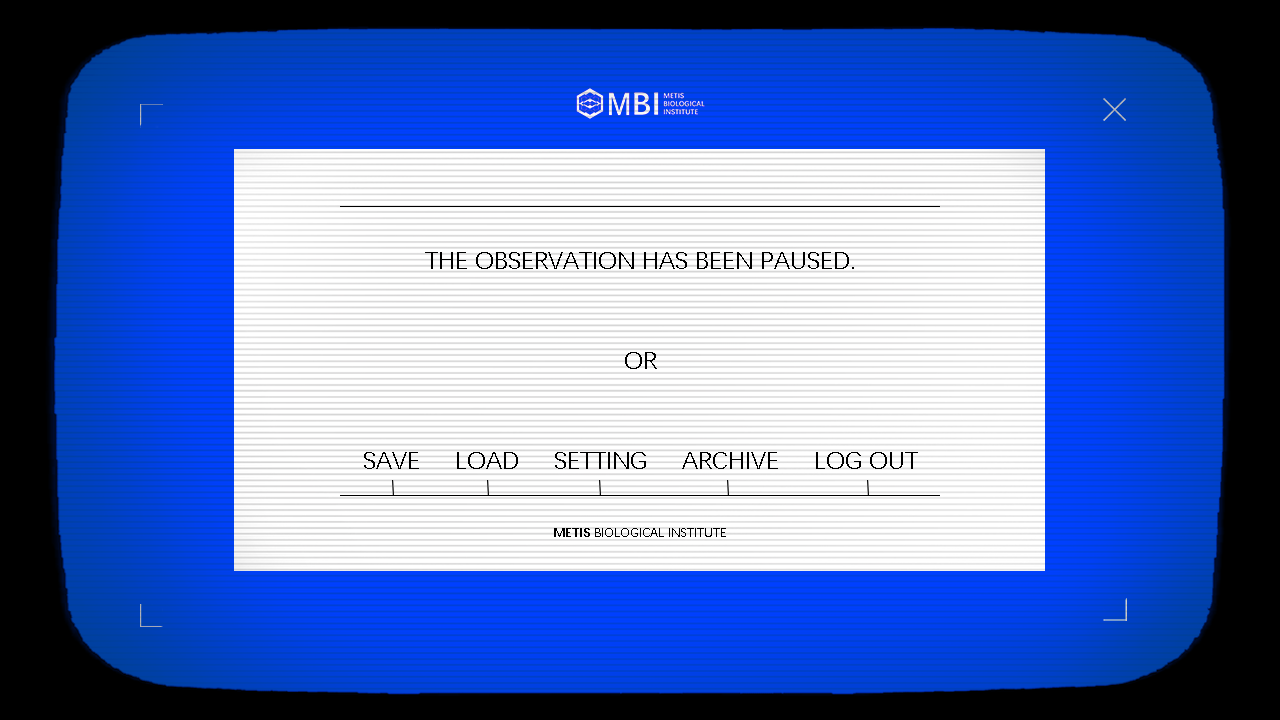 MBI METIS
BIOLOGICAL
INSTITUTE
THE OBSERVATION HAS BEEN PAUSED.
OR
SAVE LOAD SETTING ARCHIVE LOG OUT
METIS BIOLOGICAL INSTITUTE